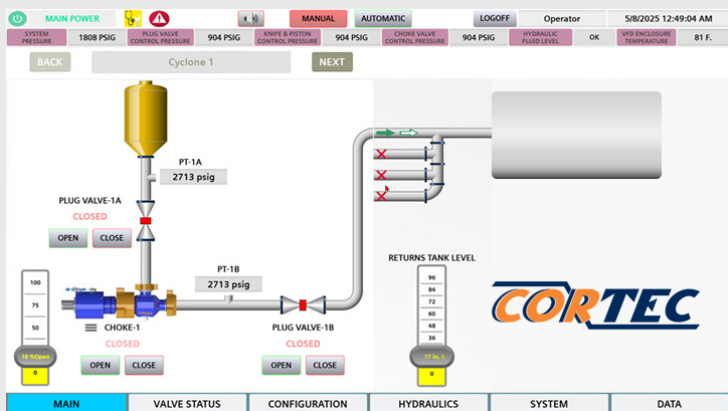 MAIN POWER MANUAL AUTOMATIC LOGOFF Operator 5/8/2025 12:49:04 AM
SYSTEM PRESSURE 1808 PSIG PLUG VALVE CONTROL PRESSURE 904 PSIG KNIFE & PISTON CONTROL PRESSURE 904 PSIG CHOKE VALVE CONTROL PRESSURE 904 PSIG HYDRAULIC FLUID LEVEL OK VFD ENCLOSURE TEMPERATURE 81 F.
BACK Cyclone 1 NEXT
PT-1A
2713 psig
PLUG VALVE-1A
CLOSED
OPEN CLOSE
PT-1B
2713 psig
100
75
50
18 %Open
0
CHOKE-1
CLOSED
OPEN CLOSE
PLUG VALVE-1B
CLOSED
OPEN CLOSE
RETURNS TANK LEVEL
96
84
72
60
48
36
17 in.
0
CORTEC
MAIN VALVE STATUS CONFIGURATION HYDRAULICS SYSTEM DATA